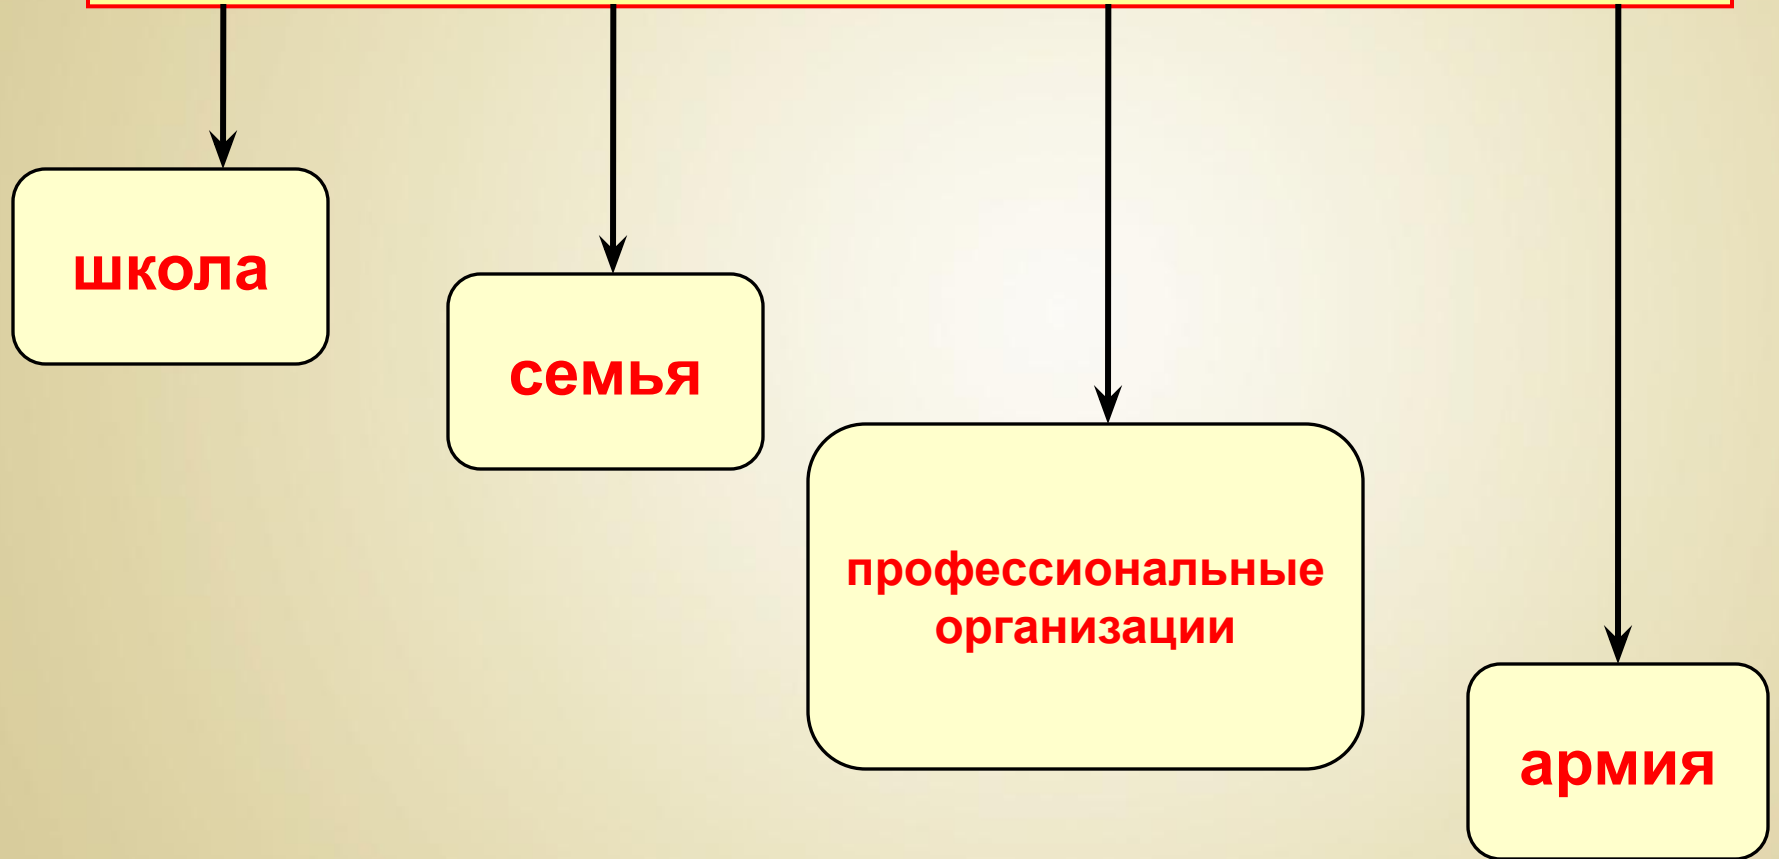 школа
семья
профессиональные
организации
армия